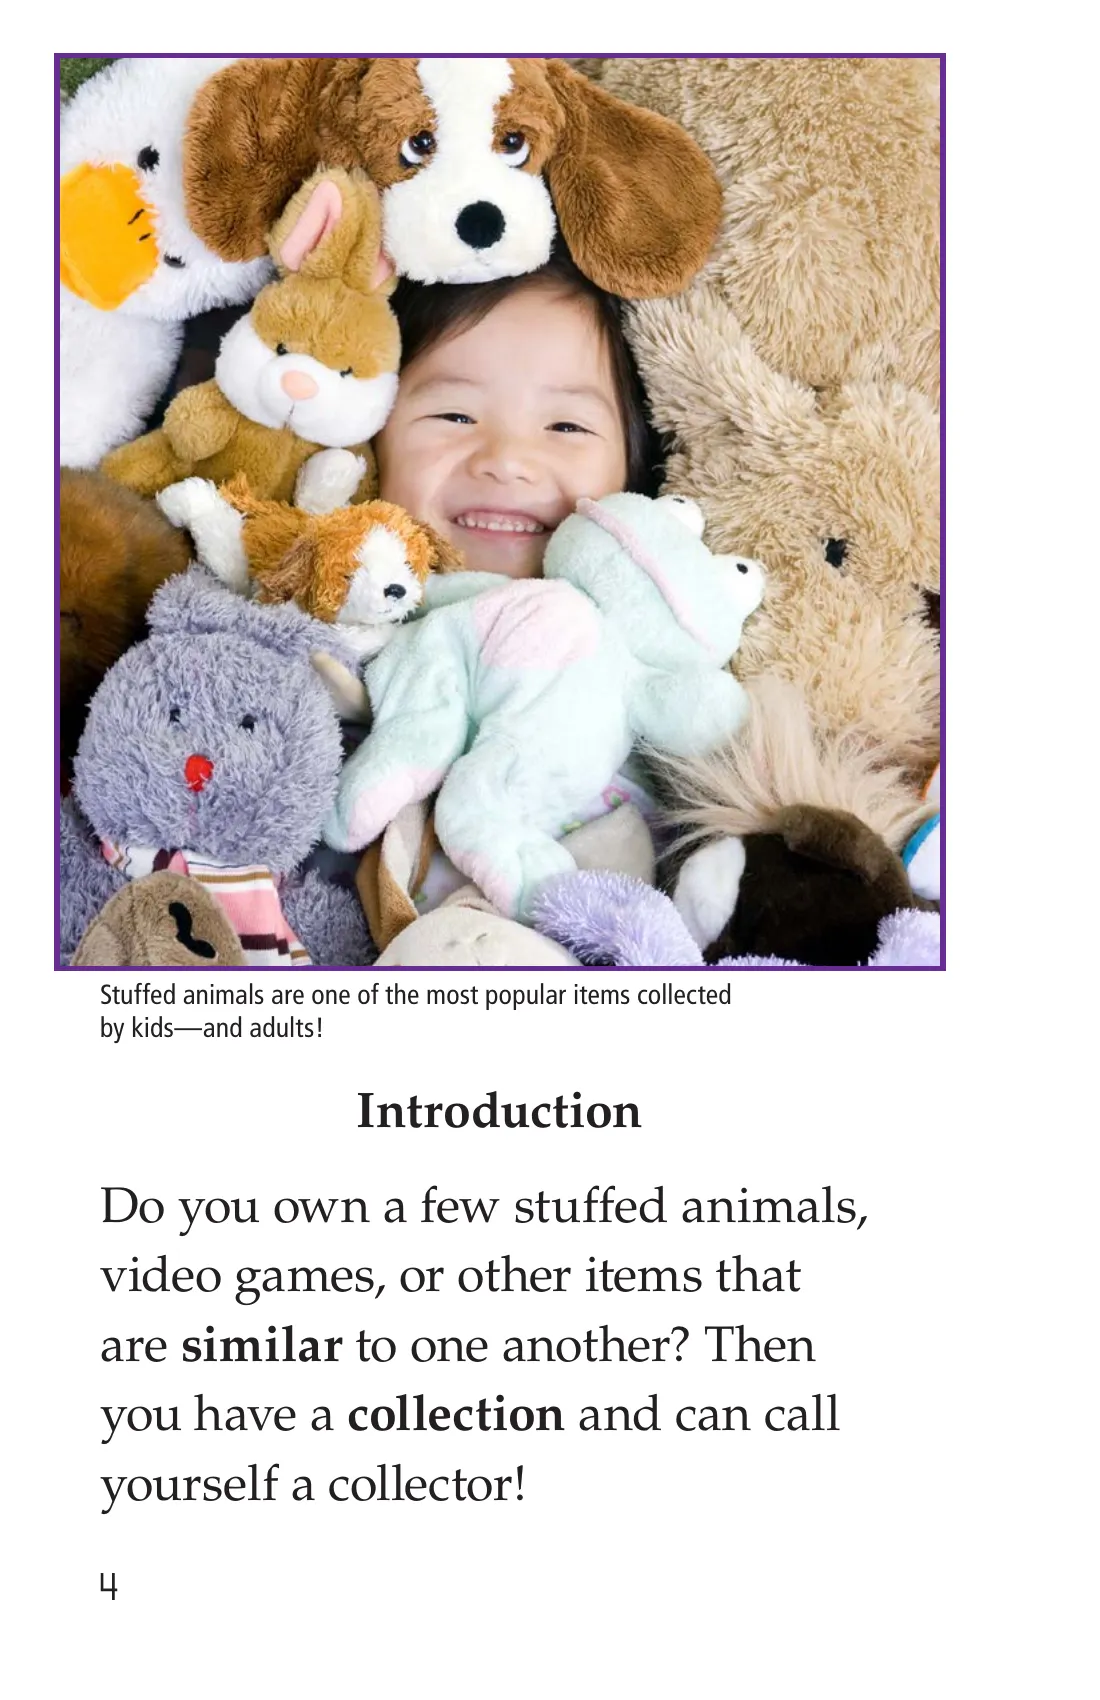 Stuffed animals are one of the most popular items collected
by kids—and adults!
Introduction
Do you own a few stuffed animals,
video games, or other items that
are similar to one another? Then
you have a collection and can call
yourself a collector!
4